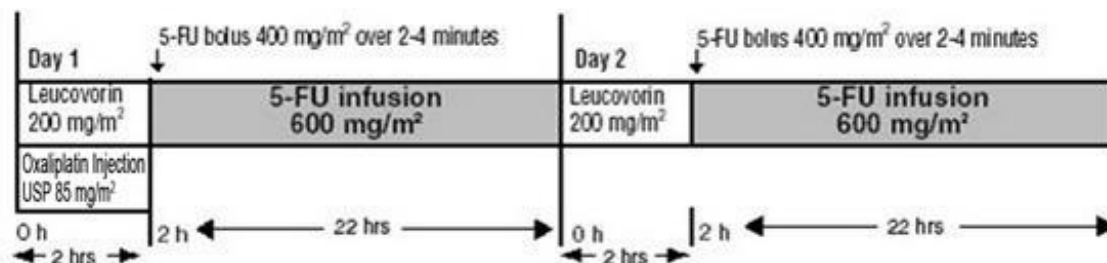 5-FU bolus 400 mg/m² over 2-4 minutes
5-FU bolus 400 mg/m² over 2-4 minutes
Day 1
Day 2
Leucovorin
200 mg/m²
5-FU infusion
600 mg/m²
Leucovorin
200 mg/m²
5-FU infusion
600 mg/m²
Oxaliplatin Injection
USP 85 mg/m²
0 h
2 h
22 hrs
0 h
2 h
22 hrs
2 hrs
2 hrs